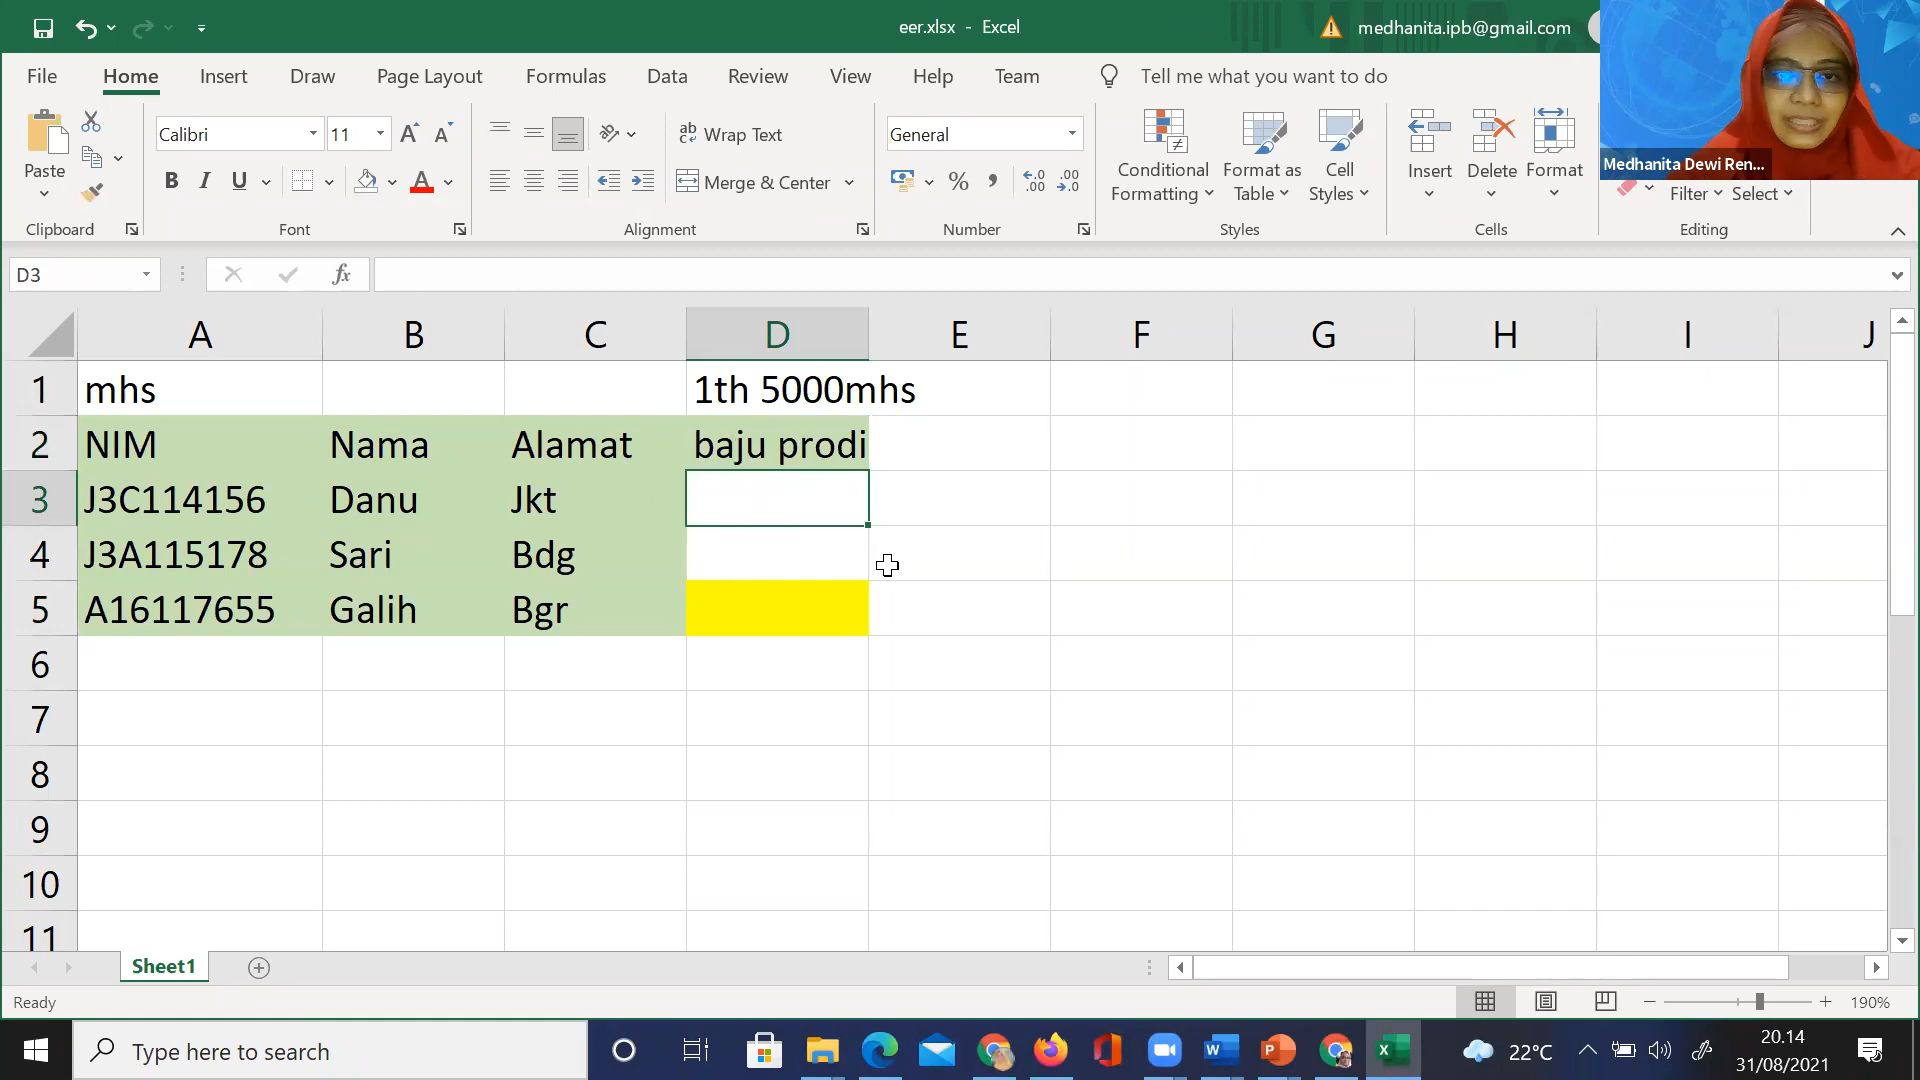 eer.xlsx - Excel
medhanita.ipb@gmail.com
File Home Insert Draw Page Layout Formulas Data Review View Help Team Tell me what you want to do
Calibri 11 Wrap Text General
Paste Conditional Formatting Format as Table Cell Styles Insert Delete Format
B I U Merge & Center % Filter Select
Clipboard Font Alignment Number Styles Cells Editing
Medhanita Dewi Ren...
D3 fx
A B C D E F G H I J
1 mhs 1th 5000mhs
2 NIM Nama Alamat baju prodi
3 J3C114156 Danu Jkt
4 J3A115178 Sari Bdg
5 A16117655 Galih Bgr
6
7
8
9
10
11
Sheet1
Ready 190%
Type here to search 22°C 20.14
31/08/2021